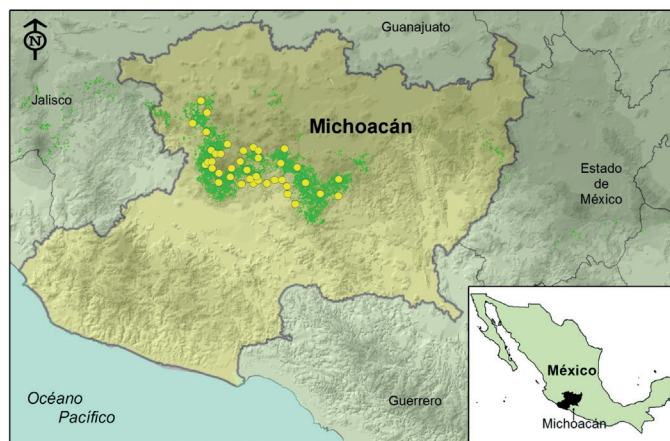 Guanajuato
N
Jalisco
Michoacán
Estado
de
México
México
Michoacán
Guerrero
Océano
Pacífico